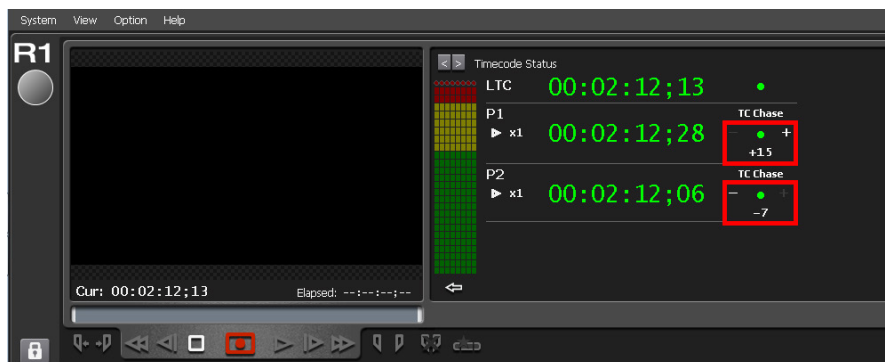 System View Option Help
R1
< > Timecode Status
LTC 00:02:12;13
P1 TC Chase
x1 00:02:12;28 - +
+15
P2 TC Chase
x1 00:02:12;06 - +
-7
Cur: 00:02:12;13 Elapsed: --:--:--;--